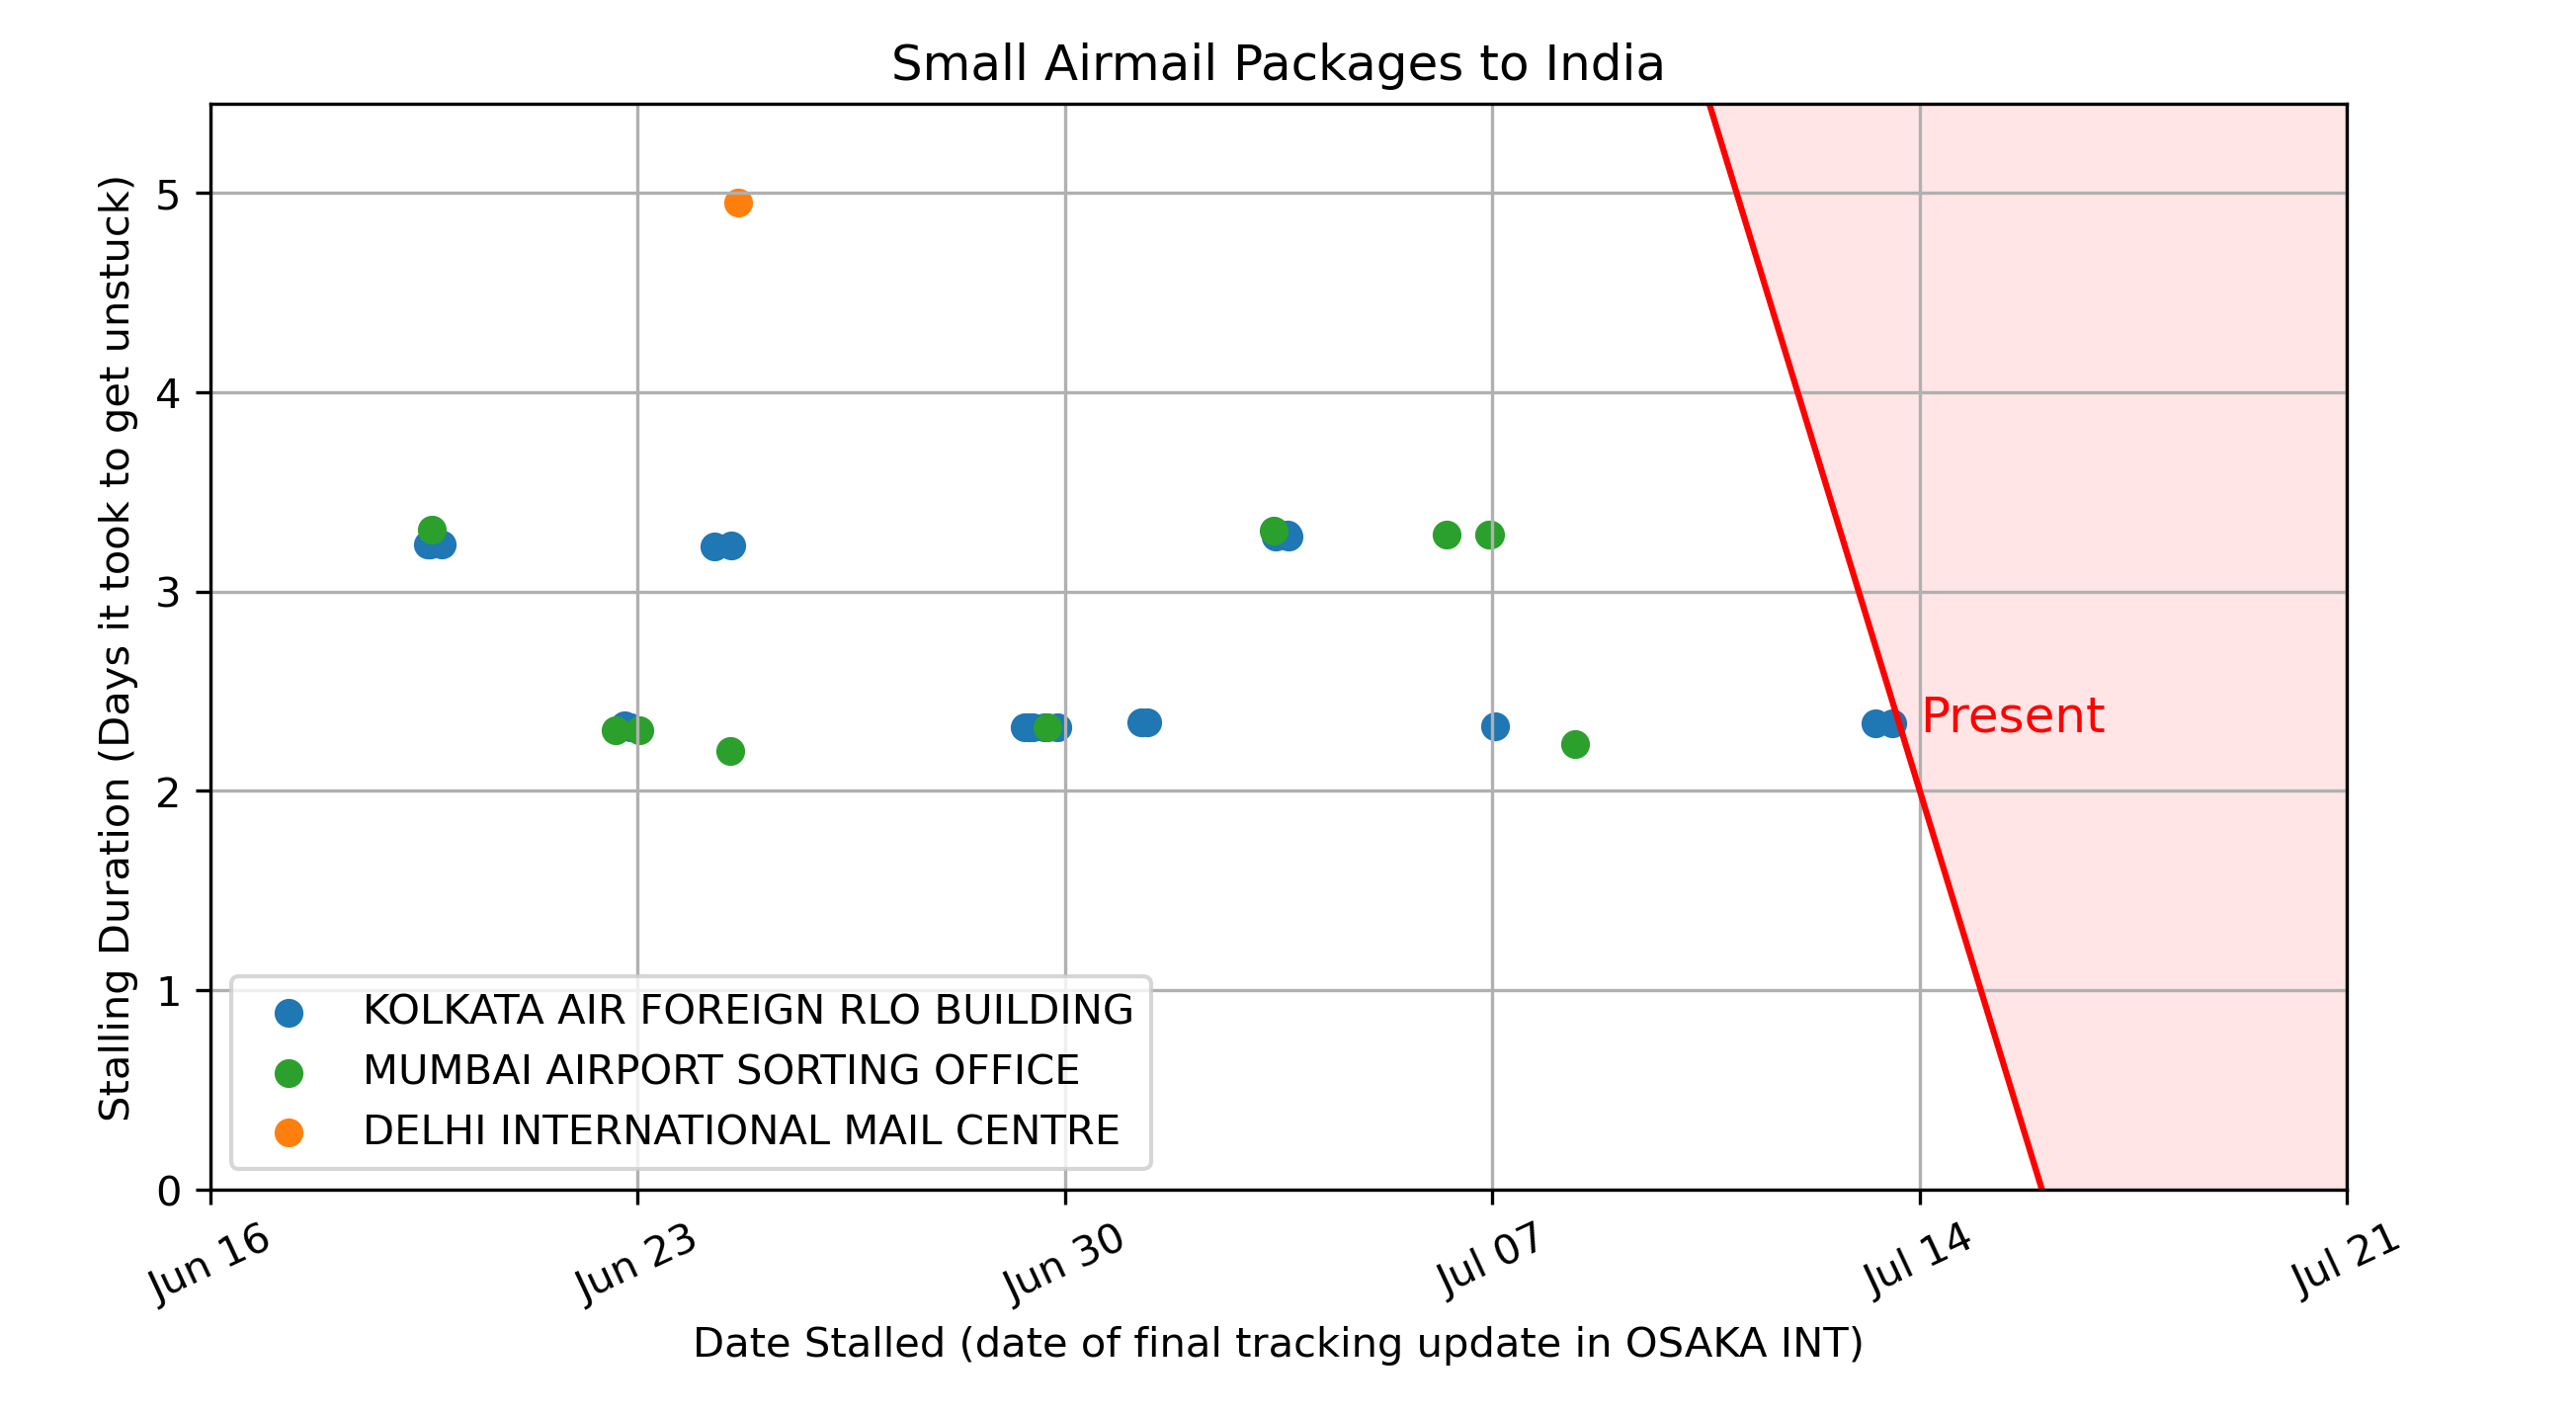 Small Airmail Packages to India
Stalling Duration (Days it took to get unstuck)
5
4
3
2
1
0
Present
KOLKATA AIR FOREIGN RLO BUILDING
MUMBAI AIRPORT SORTING OFFICE
DELHI INTERNATIONAL MAIL CENTRE
Jun 16
Jun 23
Jun 30
Jul 07
Jul 14
Jul 21
Date Stalled (date of final tracking update in OSAKA INT)